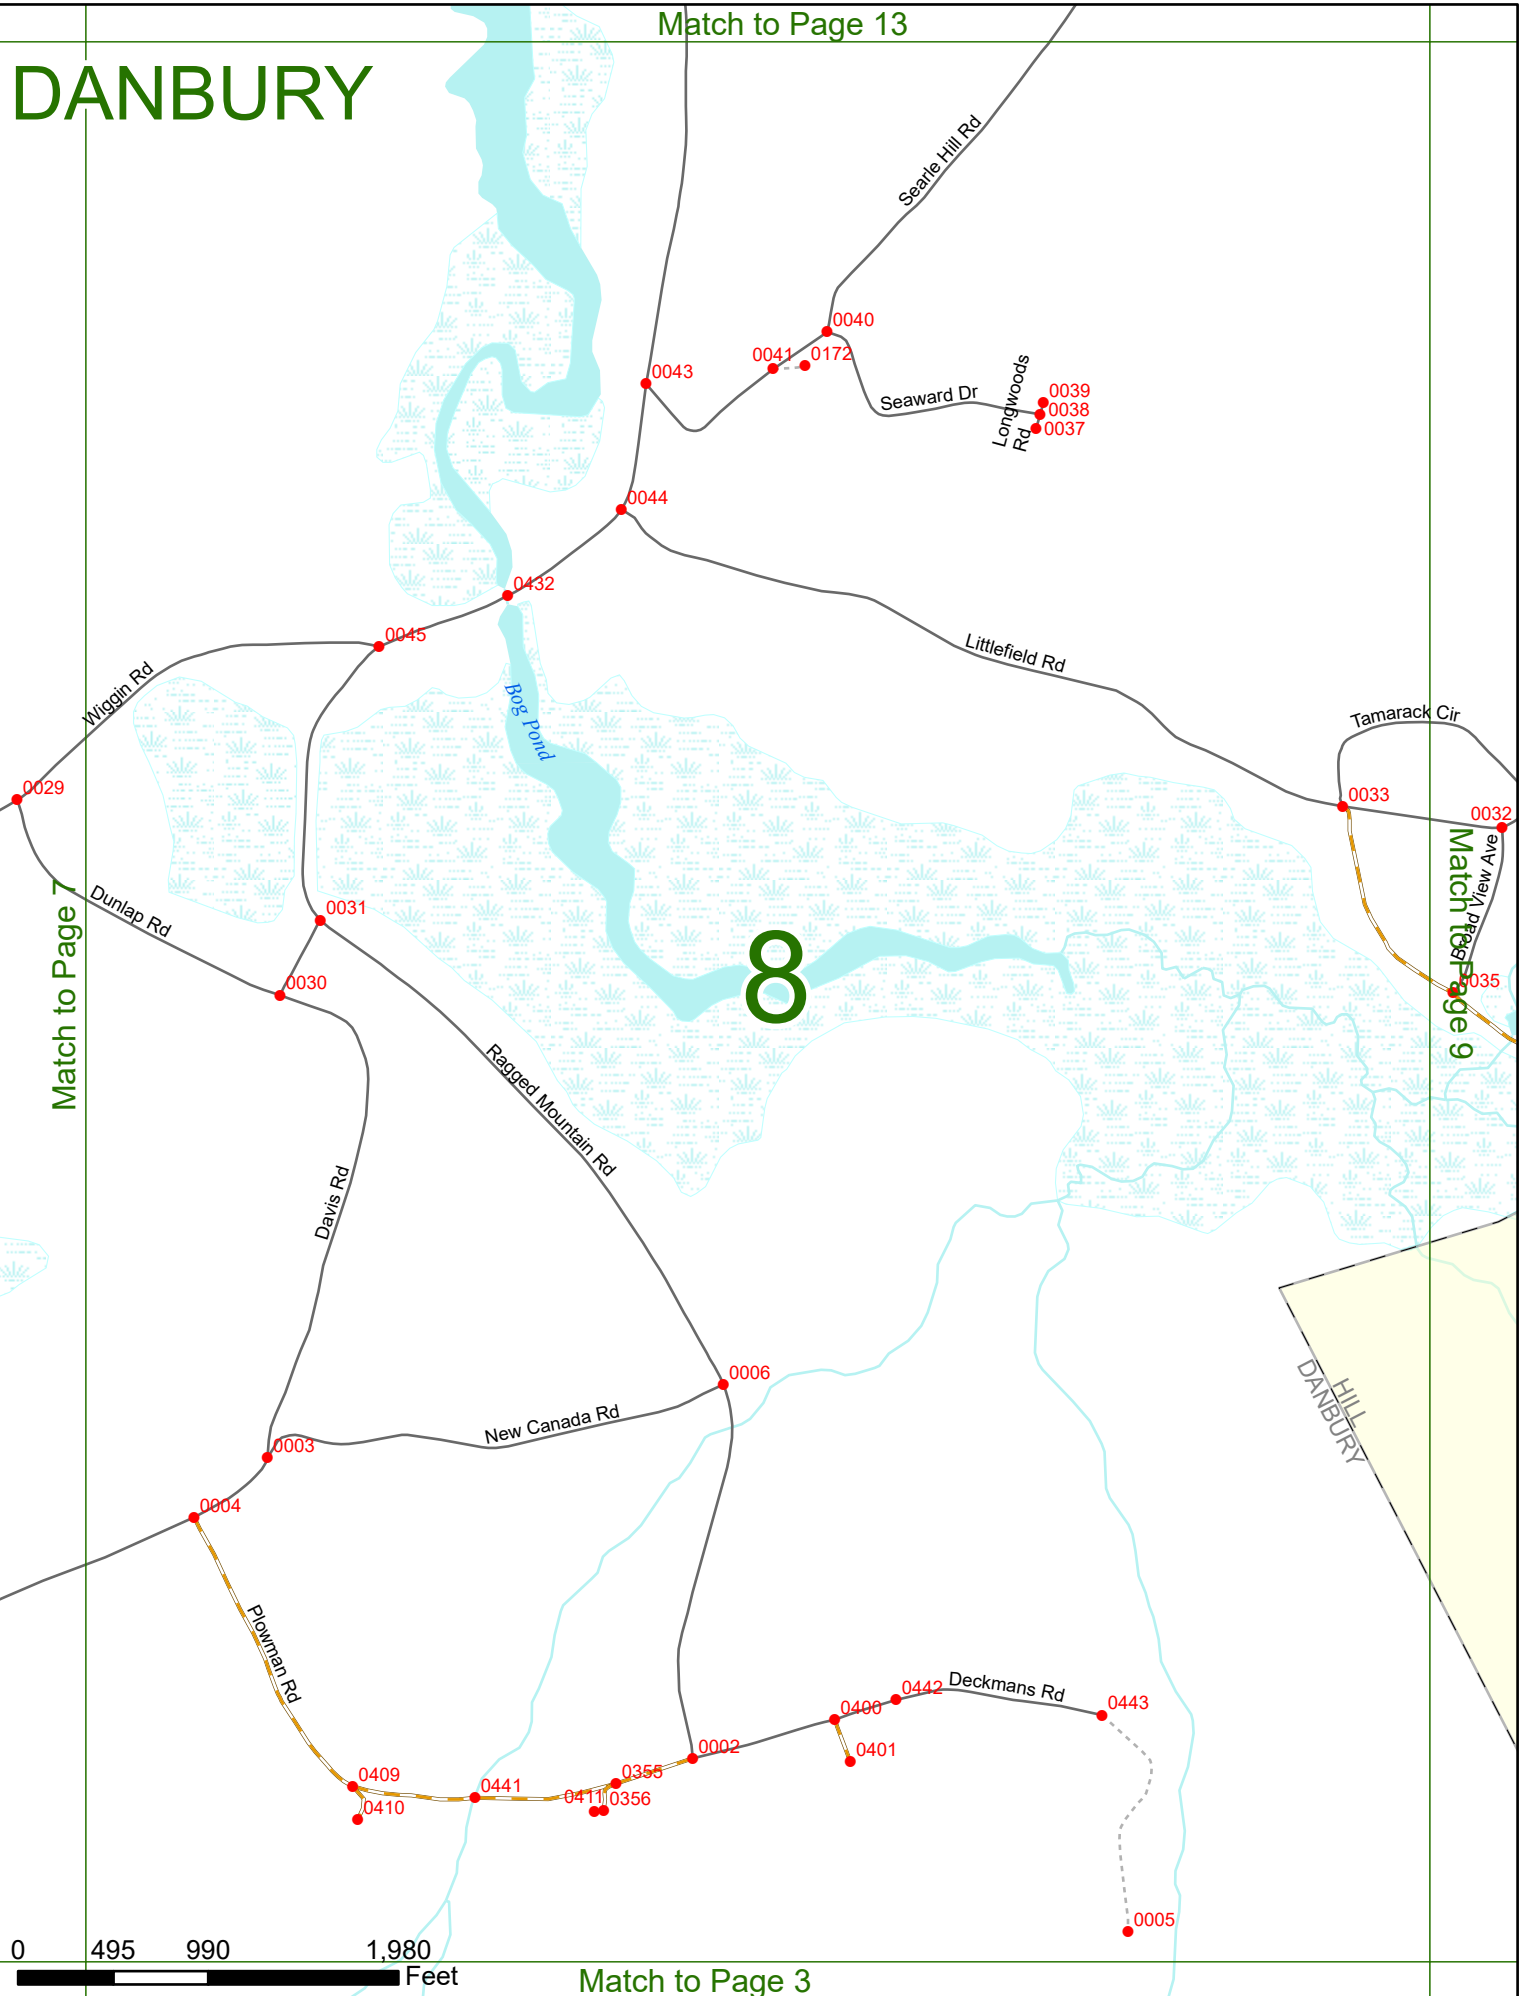 Match to Page 13
DANBURY
Searle Hill Rd
0040
0041
0172
0043
Seaward Dr
Longwoods
Rd
0039
0038
0037
0044
0432
0045
Littlefield Rd
Wiggin Rd
Bog Pond
Tamarack Cir
0029
0033
0032
Match to Page 7
Dunlap Rd
Broad View Ave
Match to Page 9
0031
0030
0035
8
Ragged Mountain Rd
Davis Rd
HILL
DANBURY
0006
New Canada Rd
0003
0004
Plowman Rd
Deckmans Rd
0442
0443
0400
0401
0002
0409
0410
0441
0355
0411
0356
0005
0 495 990 1,980
Feet
Match to Page 3